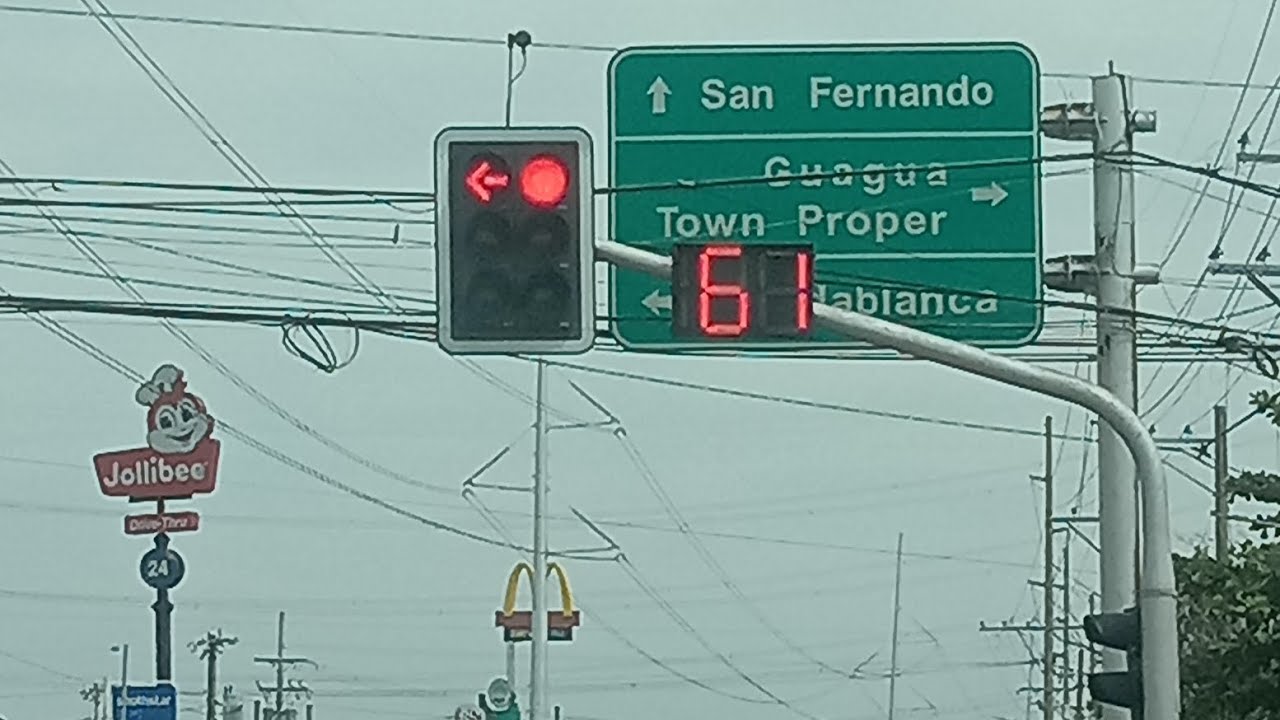 San Fernando
Guagua
Town Proper
61
Jollibee
Drive-Thru
24